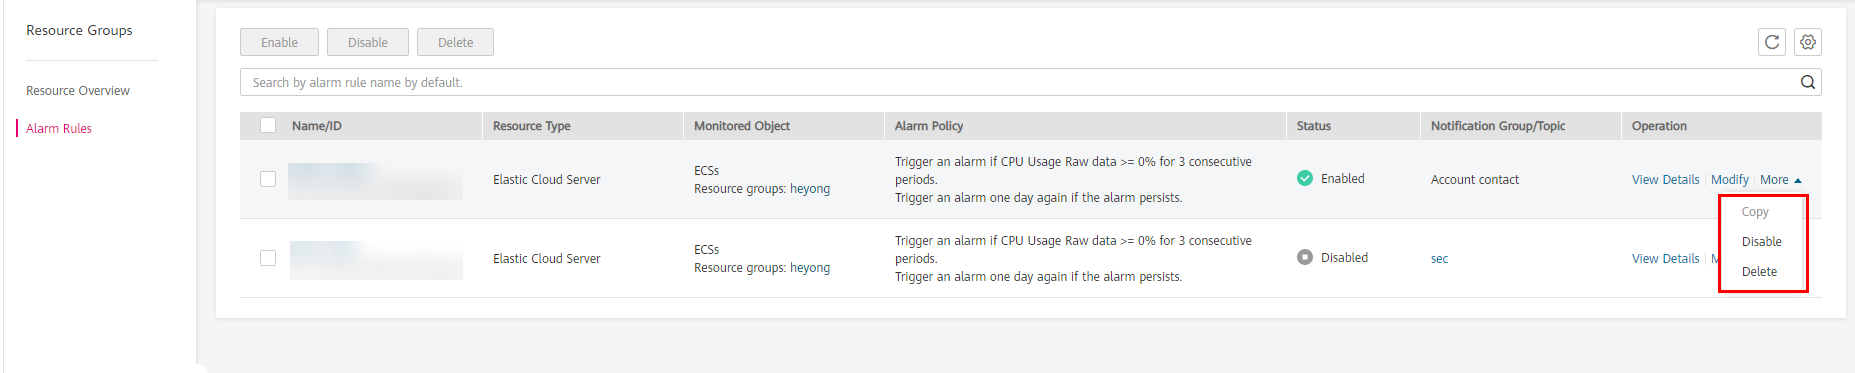 Resource Groups
Resource Overview
Alarm Rules
Enable Disable Delete
Search by alarm rule name by default.
Name/ID Resource Type Monitored Object Alarm Policy Status Notification Group/Topic Operation
Elastic Cloud Server
ECSs
Resource groups: heyong
Trigger an alarm if CPU Usage Raw data >= 0% for 3 consecutive
periods.
Trigger an alarm one day again if the alarm persists.
Enabled
Account contact
View Details Modify More
Copy
Disable
Delete
Elastic Cloud Server
ECSs
Resource groups: heyong
Trigger an alarm if CPU Usage Raw data >= 0% for 3 consecutive
periods.
Trigger an alarm one day again if the alarm persists.
Disabled
sec
View Details